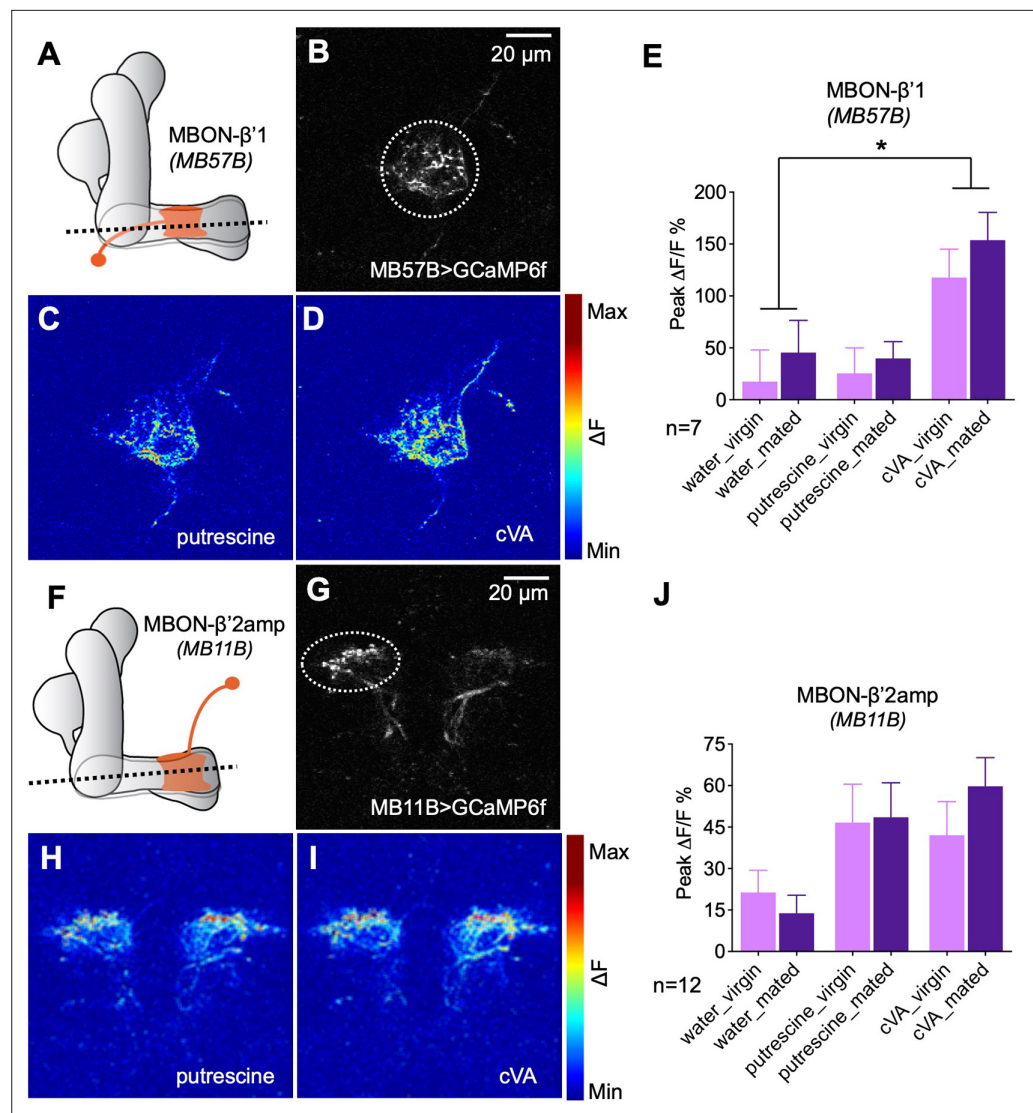 A
MBON-β'1
(MB57B)
B
20 µm
MB57B>GCaMP6f
C
putrescine
D
cVA
Max
ΔF
Min
E
MBON-β'1
(MB57B)
*
200
150
100
50
0
Peak ΔF/F %
n=7
water_virgin
water_mated
putrescine_virgin
putrescine_mated
cVA_virgin
cVA_mated
F
MBON-β'2amp
(MB11B)
G
20 µm
MB11B>GCaMP6f
H
putrescine
I
cVA
Max
ΔF
Min
J
MBON-β'2amp
(MB11B)
75
60
45
30
15
0
Peak ΔF/F %
n=12
water_virgin
water_mated
putrescine_virgin
putrescine_mated
cVA_virgin
cVA_mated